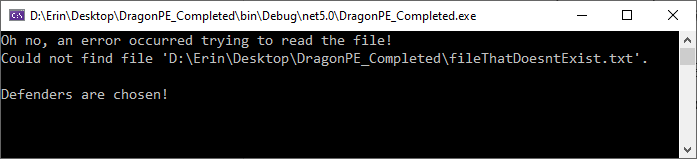 D:\Erin\Desktop\DragonPE_Completed\bin\Debug\net5.0\DragonPE_Completed.exe
Oh no, an error occurred trying to read the file!
Could not find file 'D:\Erin\Desktop\DragonPE_Completed\fileThatDoesntExist.txt'.
Defenders are chosen!